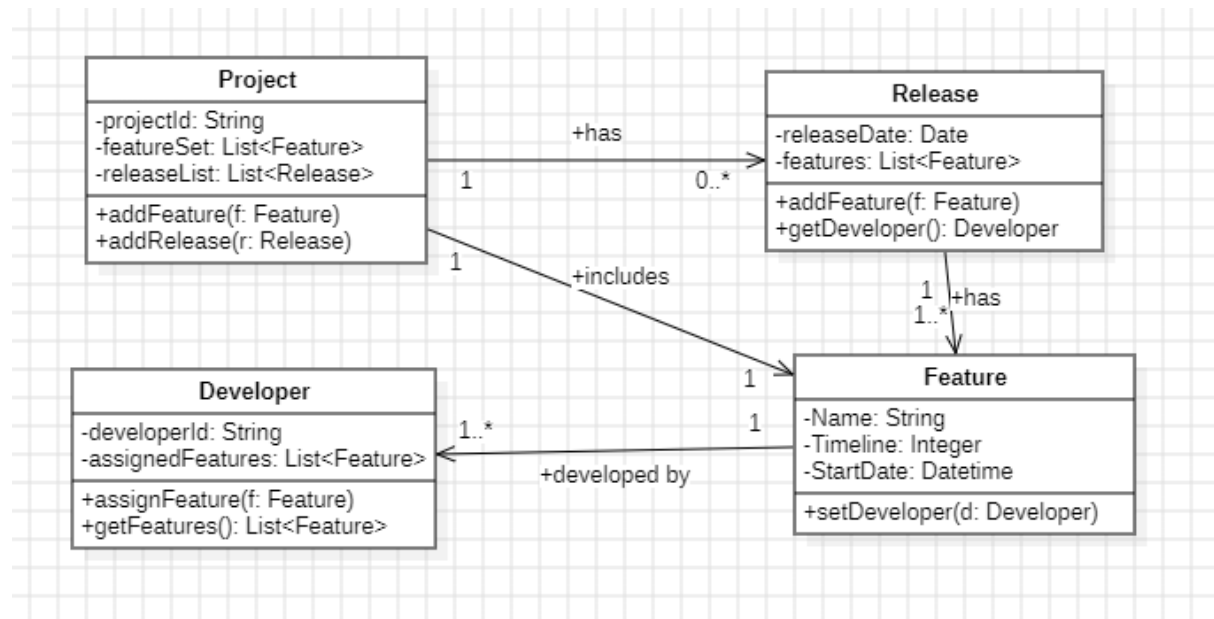 Project
-projectId: String
-featureSet: List<Feature>
-releaseList: List<Release>
+addFeature(f: Feature)
+addRelease(r: Release)
+has
1
0..*
Release
-releaseDate: Date
-features: List<Feature>
+addFeature(f: Feature)
+getDeveloper(): Developer
1
+includes
1
1
+has
1..*
Developer
-developerId: String
-assignedFeatures: List<Feature>
+assignFeature(f: Feature)
+getFeatures(): List<Feature>
1..*
1
+developed by
Feature
-Name: String
-Timeline: Integer
-StartDate: Datetime
+setDeveloper(d: Developer)